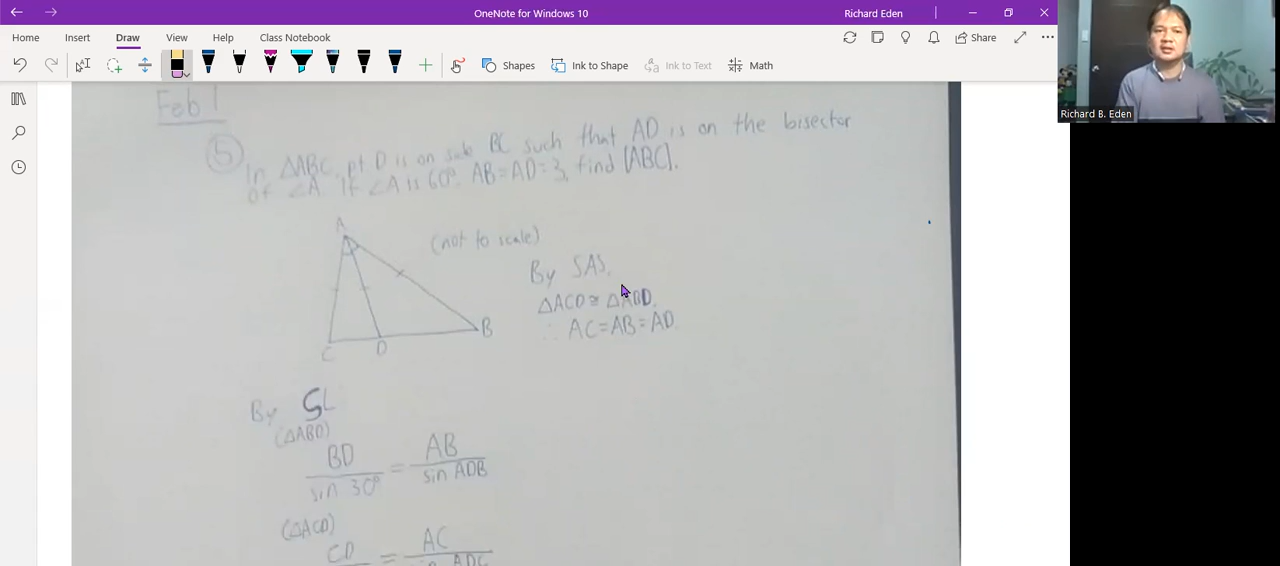 OneNote for Windows 10
Richard Eden
Home
Insert
Draw
View
Help
Class Notebook
Share
Shapes
Ink to Shape
Ink to Text
Math
Richard B. Eden
Feb 1
5
In △ABC, pt D is on side BC such that AD is on the bisector
of ∠A. If ∠A is 60°, AB=AD=3, find [ABC].
A
(not to scale)
C
D
B
By SAS,
△ACD ≅ △ABD.
∴ AC=AB=AD.
By SL
(△ABD)
BD
sin 30°
=
AB
sin ADB
(△ACD)
CD
=
AC
sin ADC